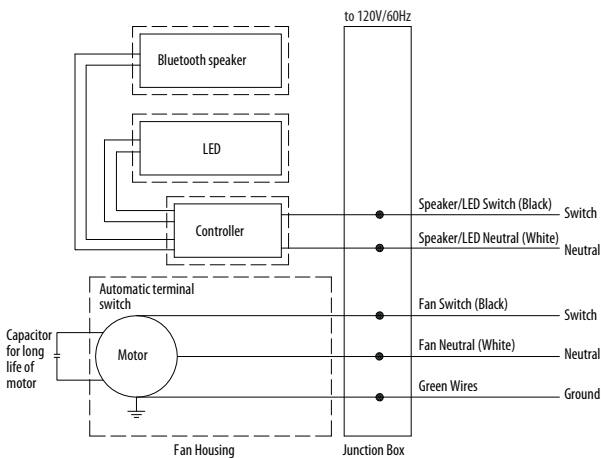 to 120V/60Hz
Bluetooth speaker
LED
Controller
Speaker/LED Switch (Black)
Switch
Speaker/LED Neutral (White)
Neutral
Automatic terminal
switch
Fan Switch (Black)
Switch
Capacitor
for long
life of
motor
Motor
Fan Neutral (White)
Neutral
Green Wires
Ground
Fan Housing
Junction Box